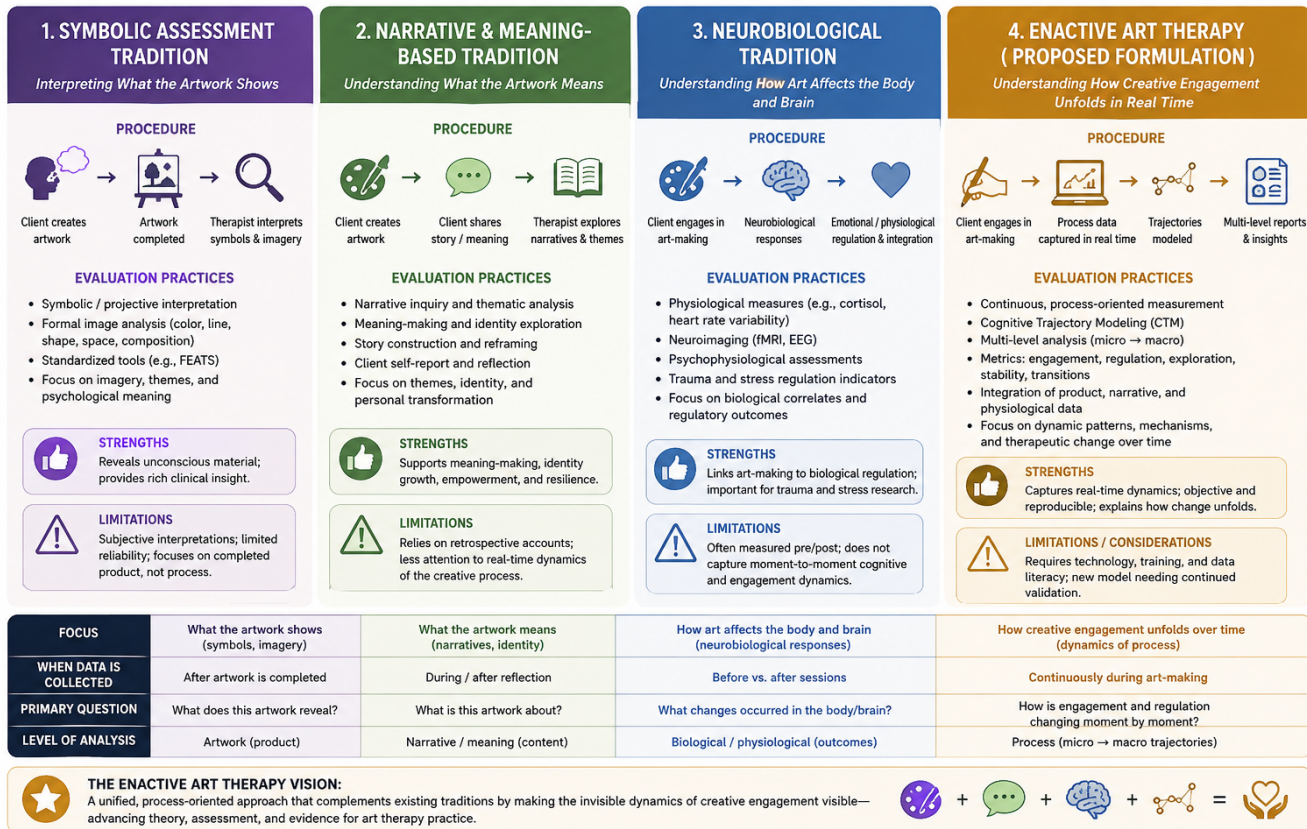 1. SYMBOLIC ASSESSMENT
TRADITION
Interpreting What the Artwork Shows
PROCEDURE
Client creates
artwork
Artwork
completed
Therapist interprets
symbols & imagery
EVALUATION PRACTICES
• Symbolic / projective interpretation
• Formal image analysis (color, line,
shape, space, composition)
• Standardized tools (e.g., FEATS)
• Focus on imagery, themes, and
psychological meaning
STRENGTHS
Reveals unconscious material;
provides rich clinical insight.
LIMITATIONS
Subjective interpretations; limited
reliability; focuses on completed
product, not process.
2. NARRATIVE & MEANING-
BASED TRADITION
Understanding What the Artwork Means
PROCEDURE
Client creates
artwork
Client shares
story / meaning
Therapist explores
narratives & themes
EVALUATION PRACTICES
• Narrative inquiry and thematic analysis
• Meaning-making and identity exploration
• Story construction and reframing
• Client self-report and reflection
• Focus on themes, identity, and
personal transformation
STRENGTHS
Supports meaning-making, identity
growth, empowerment, and resilience.
LIMITATIONS
Relies on retrospective accounts;
less attention to real-time dynamics
of the creative process.
3. NEUROBIOLOGICAL
TRADITION
Understanding How Art Affects the Body
and Brain
PROCEDURE
Client engages in
art-making
Neurobiological
responses
Emotional / physiological
regulation & integration
EVALUATION PRACTICES
• Physiological measures (e.g., cortisol,
heart rate variability)
• Neuroimaging (fMRI, EEG)
• Psychophysiological assessments
• Trauma and stress regulation indicators
• Focus on biological correlates and
regulatory outcomes
STRENGTHS
Links art-making to biological regulation;
important for trauma and stress research.
LIMITATIONS
Often measured pre/post; does not
capture moment-to-moment cognitive
and engagement dynamics.
4. ENACTIVE ART THERAPY
( PROPOSED FORMULATION )
Understanding How Creative Engagement
Unfolds in Real Time
PROCEDURE
Client engages in
art-making
Process data
captured in real time
Trajectories
modeled
Multi-level reports
& insights
EVALUATION PRACTICES
• Continuous, process-oriented measurement
• Cognitive Trajectory Modeling (CTM)
• Multi-level analysis (micro → macro)
• Metrics: engagement, regulation, exploration,
stability, transitions
• Integration of product, narrative, and
physiological data
• Focus on dynamic patterns, mechanisms,
and therapeutic change over time
STRENGTHS
Captures real-time dynamics; objective and
reproducible; explains how change unfolds.
LIMITATIONS / CONSIDERATIONS
Requires technology, training, and data
literacy; new model needing continued
validation.
FOCUS
What the artwork shows
(symbols, imagery)
What the artwork means
(narratives, identity)
How art affects the body and brain
(neurobiological responses)
How creative engagement unfolds over time
(dynamics of process)
WHEN DATA IS
COLLECTED
After artwork is completed
During / after reflection
Before vs. after sessions
Continuously during art-making
PRIMARY QUESTION
What does this artwork reveal?
What is this artwork about?
What changes occurred in the body/brain?
How is engagement and regulation
changing moment by moment?
LEVEL OF ANALYSIS
Artwork (product)
Narrative / meaning (content)
Biological / physiological (outcomes)
Process (micro → macro trajectories)
THE ENACTIVE ART THERAPY VISION:
A unified, process-oriented approach that complements existing traditions by making the invisible dynamics of creative engagement visible—
advancing theory, assessment, and evidence for art therapy practice.
+ + + =